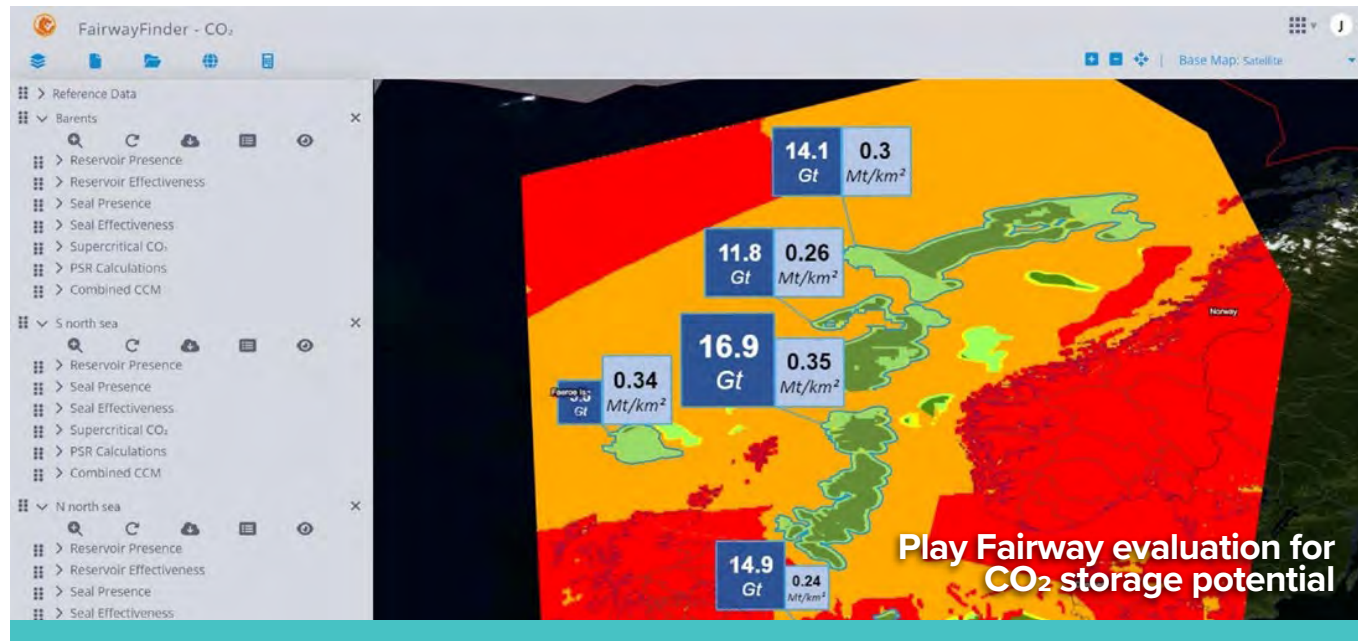 FairwayFinder - CO₂
J
Base Map: Satellite
Reference Data
Barents
Reservoir Presence
Reservoir Effectiveness
Seal Presence
Seal Effectiveness
Supercritical CO₂
PSR Calculations
Combined CCM
S north sea
Reservoir Presence
Seal Presence
Seal Effectiveness
Supercritical CO₂
PSR Calculations
Combined CCM
N north sea
Reservoir Presence
Reservoir Effectiveness
Seal Presence
Seal Effectiveness
14.1 Gt
0.3 Mt/km²
11.8 Gt
0.26 Mt/km²
16.9 Gt
0.35 Mt/km²
Faeroe Is.
Gt
0.34 Mt/km²
14.9 Gt
0.24 Mt/km²
Norway
Play Fairway evaluation for
CO₂ storage potential